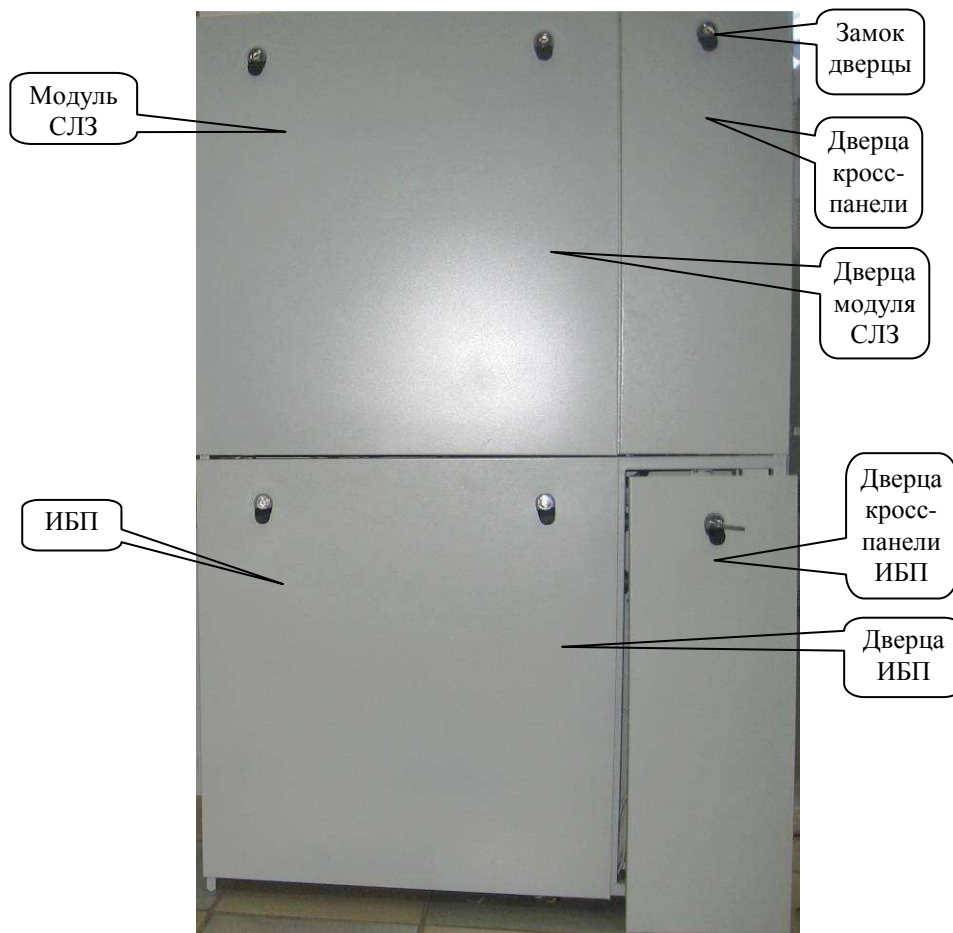 Замок
дверцы
Модуль
СЛЗ
Дверца
кросс-
панели
Дверца
модуля
СЛЗ
Дверца
кросс-
панели
ИБП
ИБП
Дверца
ИБП